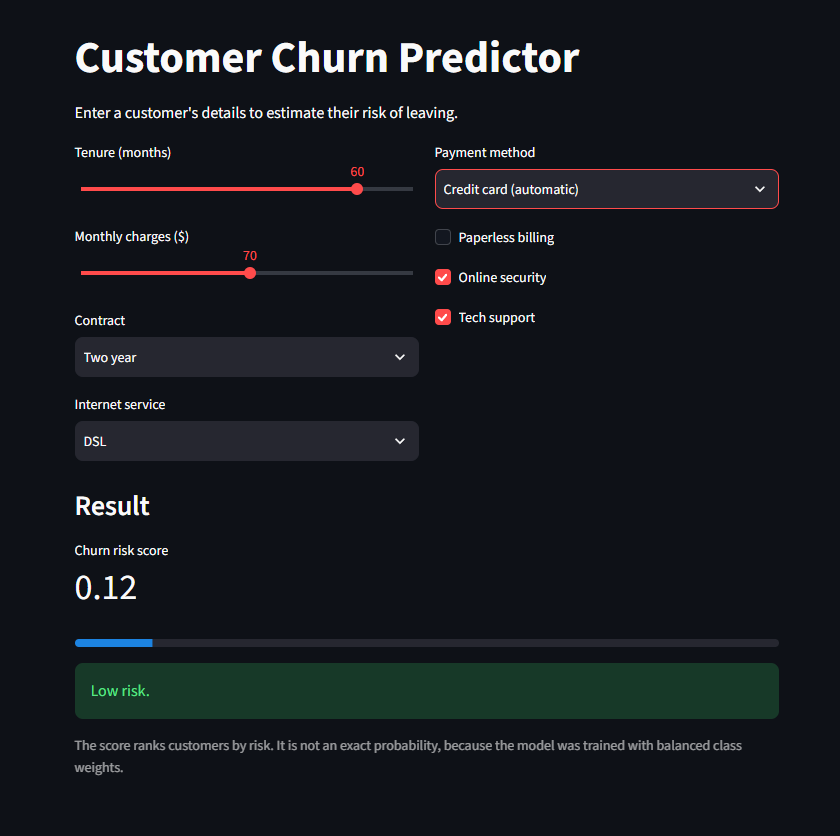 Customer Churn Predictor
Enter a customer's details to estimate their risk of leaving.
Tenure (months)
60
Monthly charges ($)
70
Contract
Two year
Internet service
DSL
Payment method
Credit card (automatic)
Paperless billing
Online security
Tech support
Result
Churn risk score
0.12
Low risk.
The score ranks customers by risk. It is not an exact probability, because the model was trained with balanced class
weights.